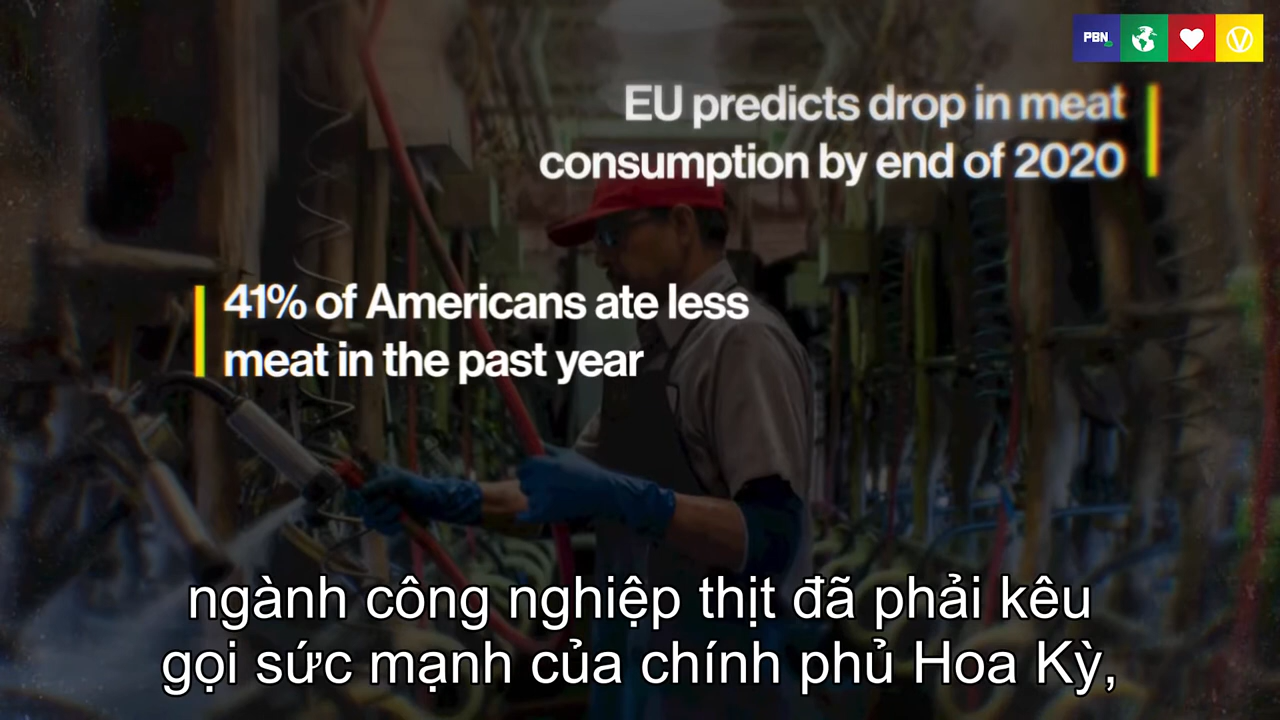 PBN
EU predicts drop in meat
consumption by end of 2020
41% of Americans ate less
meat in the past year
ngành công nghiệp thịt đã phải kêu
gọi sức mạnh của chính phủ Hoa Kỳ,